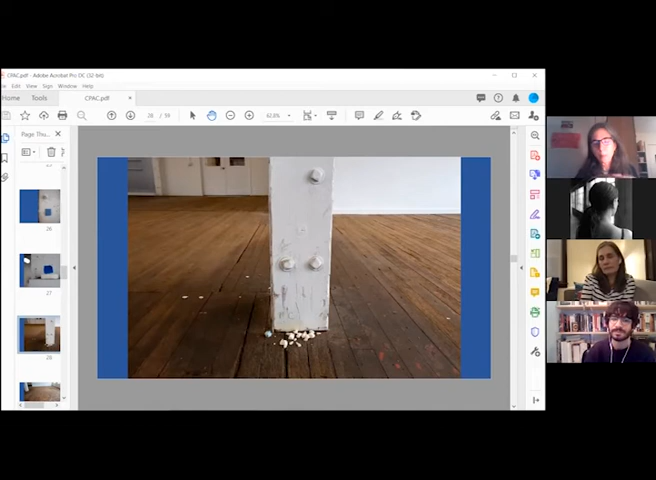 CPAC.pdf - Adobe Acrobat Pro DC (32-bit)
Edit View Sign Window Help
Home Tools CPAC.pdf ×
28 / 98 62.8%
Page Thu...
26
27
28